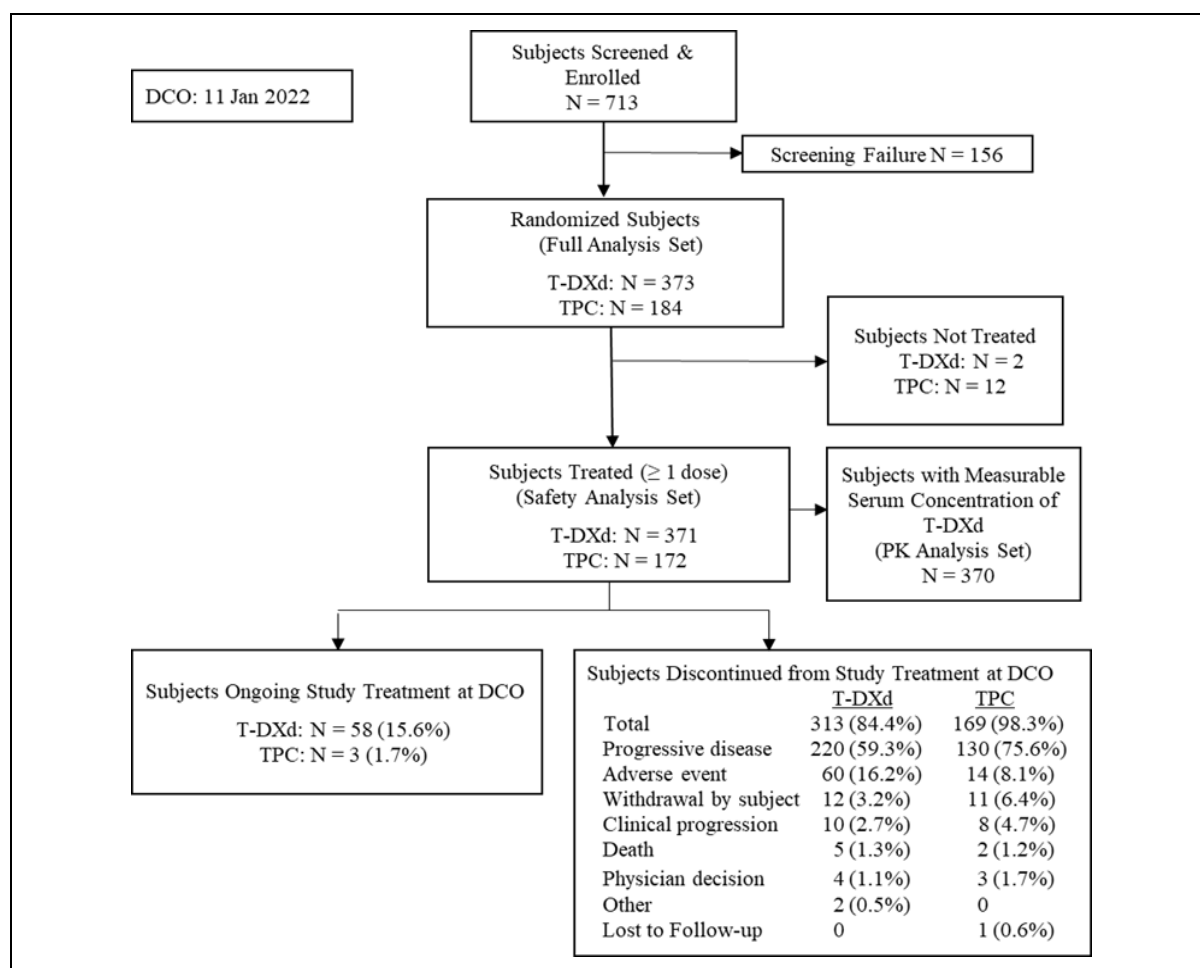 Subjects Screened &
Enrolled
N = 713
DCO: 11 Jan 2022
Screening Failure N = 156
Randomized Subjects
(Full Analysis Set)
T-DXd: N = 373
TPC: N = 184
Subjects Not Treated
T-DXd: N = 2
TPC: N = 12
Subjects Treated (≥ 1 dose)
(Safety Analysis Set)
T-DXd: N = 371
TPC: N = 172
Subjects with Measurable
Serum Concentration of
T-DXd
(PK Analysis Set)
N = 370
Subjects Ongoing Study Treatment at DCO
T-DXd: N = 58 (15.6%)
TPC: N = 3 (1.7%)
Subjects Discontinued from Study Treatment at DCO
T-DXd TPC
Total 313 (84.4%) 169 (98.3%)
Progressive disease 220 (59.3%) 130 (75.6%)
Adverse event 60 (16.2%) 14 (8.1%)
Withdrawal by subject 12 (3.2%) 11 (6.4%)
Clinical progression 10 (2.7%) 8 (4.7%)
Death 5 (1.3%) 2 (1.2%)
Physician decision 4 (1.1%) 3 (1.7%)
Other 2 (0.5%) 0
Lost to Follow-up 0 1 (0.6%)